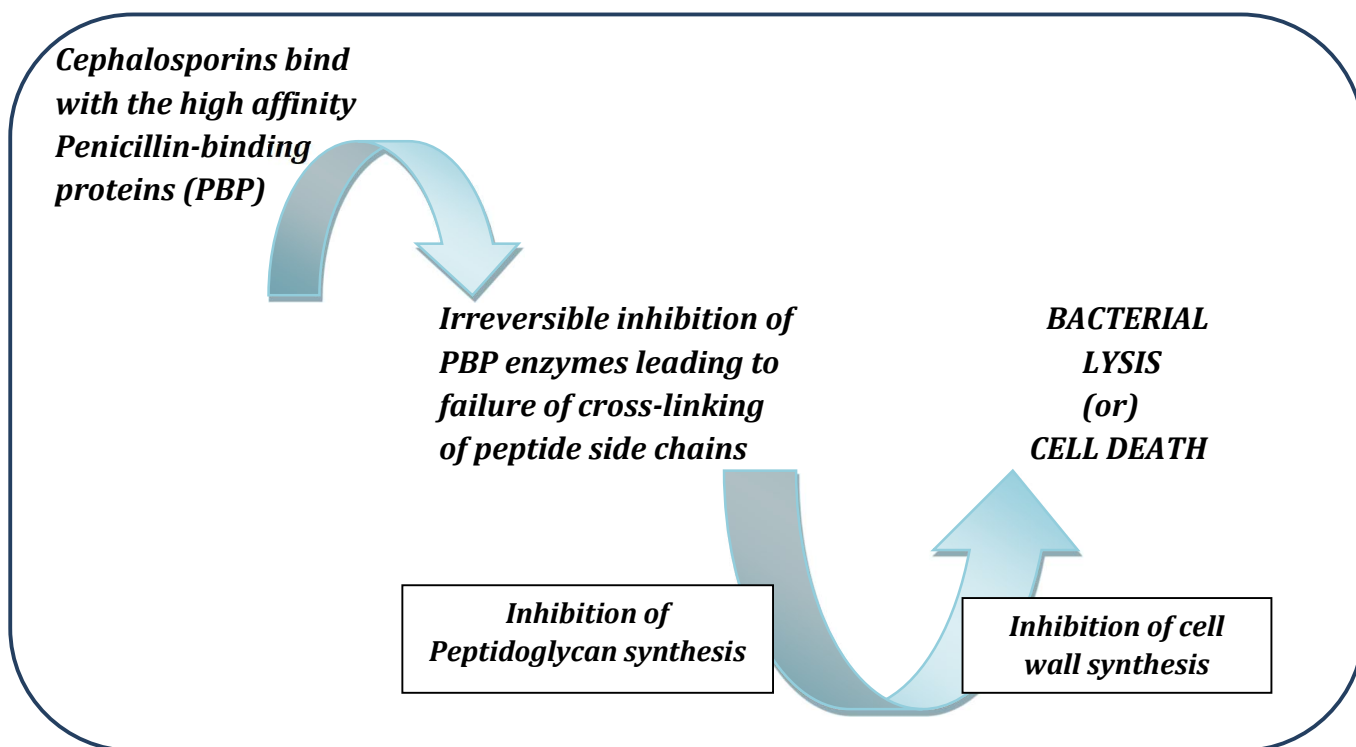 Cephalosporins bind
with the high affinity
Penicillin-binding
proteins (PBP)
Irreversible inhibition of
PBP enzymes leading to
failure of cross-linking
of peptide side chains
BACTERIAL
LYSIS
(or)
CELL DEATH
Inhibition of
Peptidoglycan synthesis
Inhibition of cell
wall synthesis